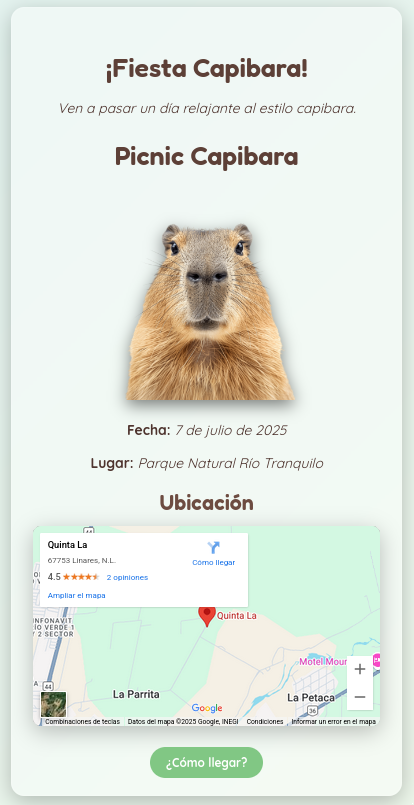 ¡Fiesta Capibara!
Ven a pasar un día relajante al estilo capibara.
Picnic Capibara
Fecha: 7 de julio de 2025
Lugar: Parque Natural Río Tranquilo
Ubicación
44
Quinta La
67753 Linares, N.L.
Cómo llegar
4.5
2 opiniones
Ampliar el mapa
Quinta La
INFONAVIT
RÍO VERDE 1
Y 2 SECTOR
Motel Moun
44
La Parrita
La Petaca
36
Google
Combinaciones de teclas
Datos del mapa ©2025 Google, INEGI
Condiciones
Informar un error en el mapa
¿Cómo llegar?